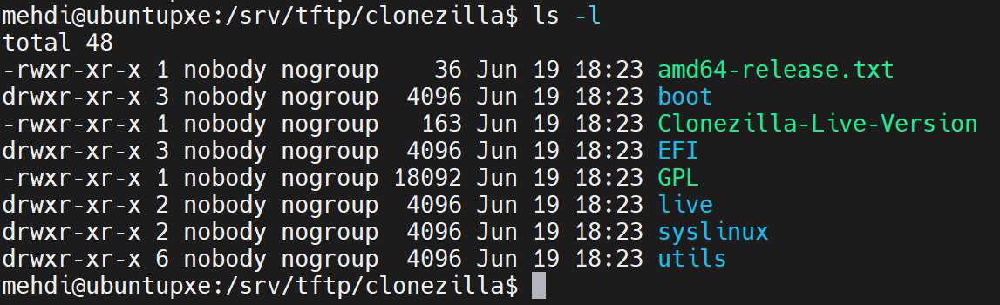 mehdi@ubuntupxe:/srv/tftp/clonezilla$ ls -l
total 48
-rwxr-xr-x 1 nobody nogroup    36 Jun 19 18:23 amd64-release.txt
drwxr-xr-x 3 nobody nogroup  4096 Jun 19 18:23 boot
-rwxr-xr-x 1 nobody nogroup   163 Jun 19 18:23 Clonezilla-Live-Version
drwxr-xr-x 3 nobody nogroup  4096 Jun 19 18:23 EFI
-rwxr-xr-x 1 nobody nogroup 18092 Jun 19 18:23 GPL
drwxr-xr-x 2 nobody nogroup  4096 Jun 19 18:23 live
drwxr-xr-x 2 nobody nogroup  4096 Jun 19 18:23 syslinux
drwxr-xr-x 6 nobody nogroup  4096 Jun 19 18:23 utils
mehdi@ubuntupxe:/srv/tftp/clonezilla$